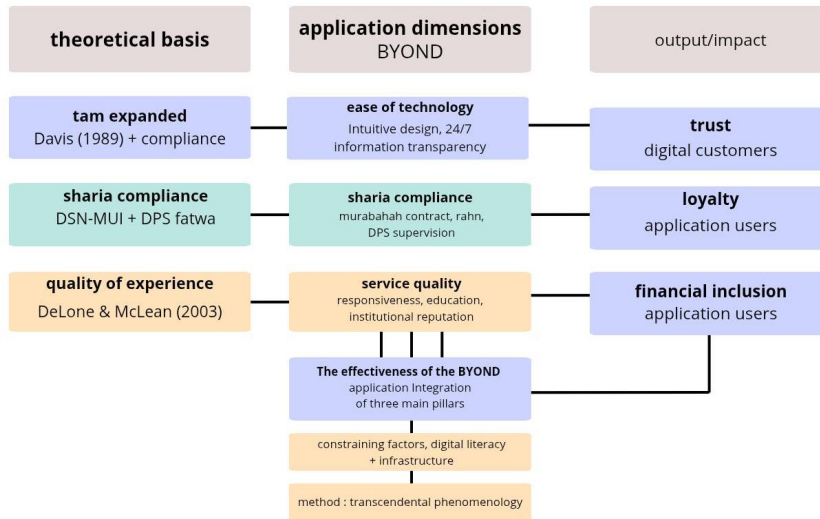 theoretical basis
application dimensions
BYOND
output/impact
tam expanded
Davis (1989) + compliance
ease of technology
Intuitive design, 24/7
information transparency
trust
digital customers
sharia compliance
DSN-MUI + DPS fatwa
sharia compliance
murabahah contract, rahn,
DPS supervision
loyalty
application users
quality of experience
DeLone & McLean (2003)
service quality
responsiveness, education,
institutional reputation
financial inclusion
application users
The effectiveness of the BYOND
application Integration
of three main pillars
constraining factors, digital literacy
+ infrastructure
method : transcendental phenomenology